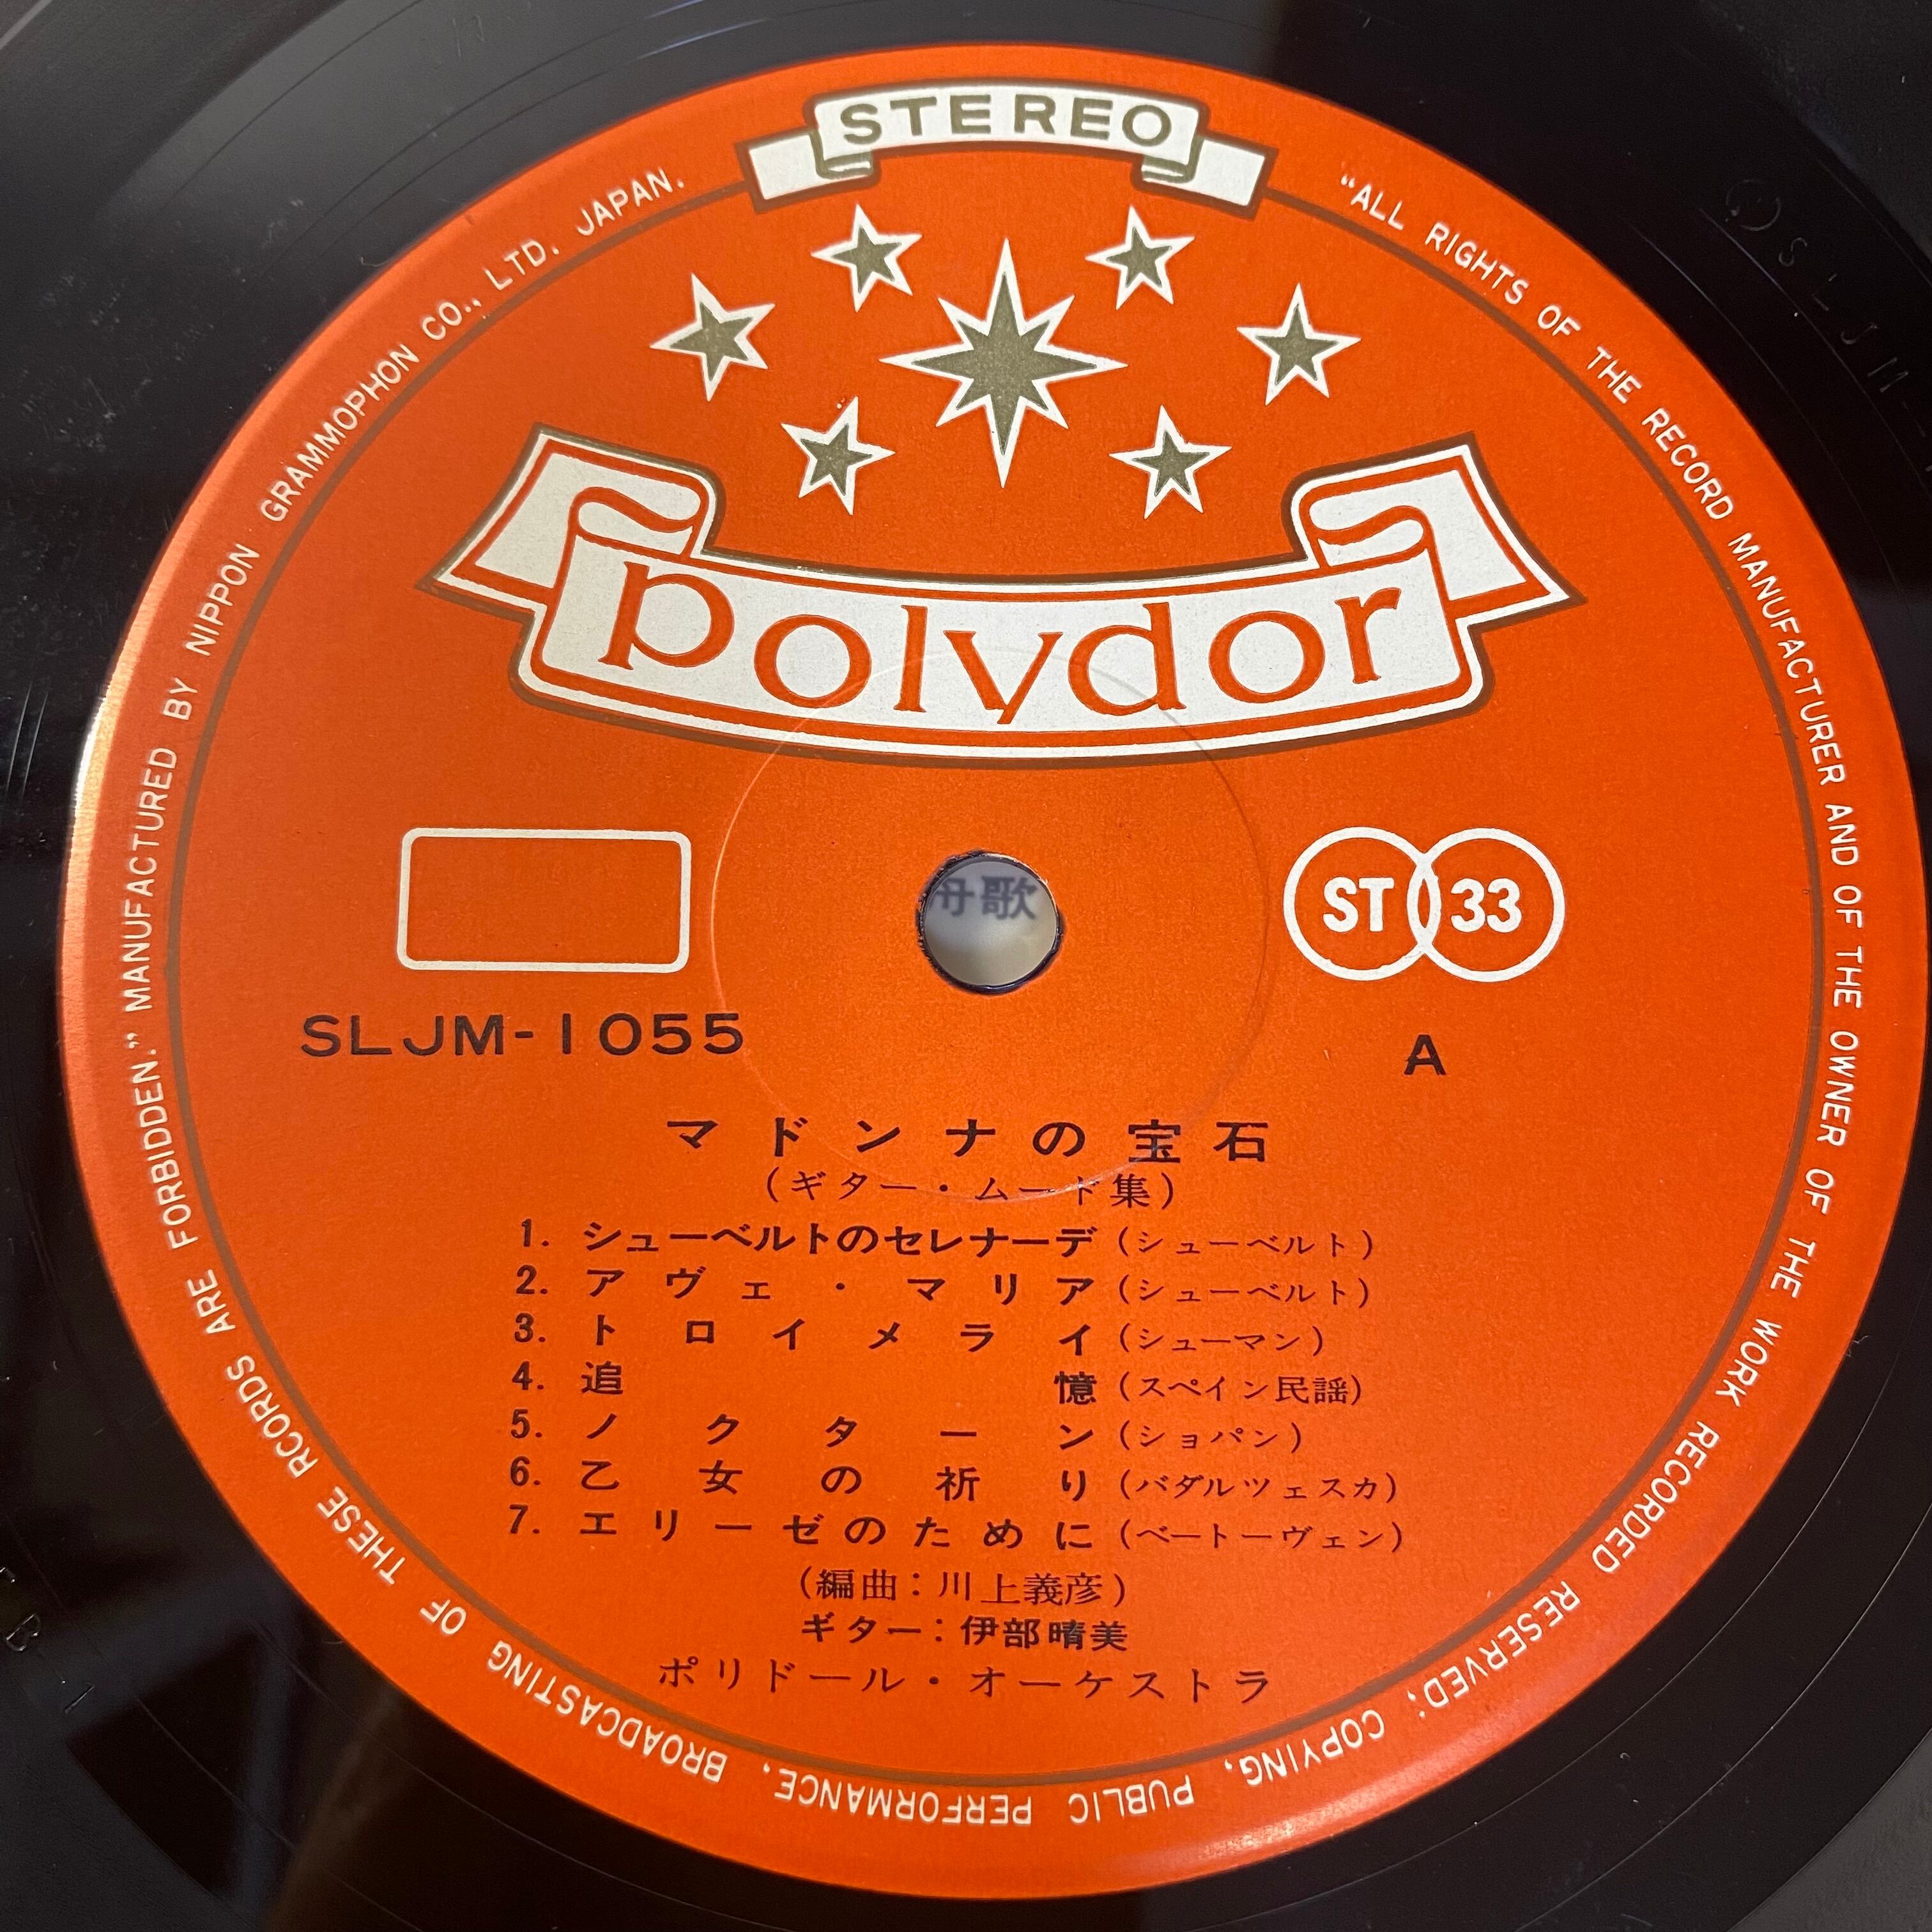 STEREO
polydor
ST 33
舟歌
SLJM-1055
A
マドンナの宝石
(ギター・ムード集)
1. シューベルトのセレナーデ (シューベルト)
2. アヴェ・マリア (シューベルト)
3. トロイメライ (シューマン)
4. 追憶 (スペイン民謡)
5. ノクターン (ショパン)
6. 乙女の祈り (バダルツェスカ)
7. エリーゼのために (ベートーヴェン)
(編曲:川上義彦)
ギター:伊部晴美
ポリドール・オーケストラ
"ALL RIGHTS OF THE RECORD MANUFACTURER AND OF THE OWNER OF THE WORK RECORDED RESERVED; COPYING, PUBLIC PERFORMANCE, BROADCASTING OF THESE RCORDS ARE FORBIDDEN." MANUFACTURED BY NIPPON GRAMMOPHON CO., LTD. JAPAN.
SLJM